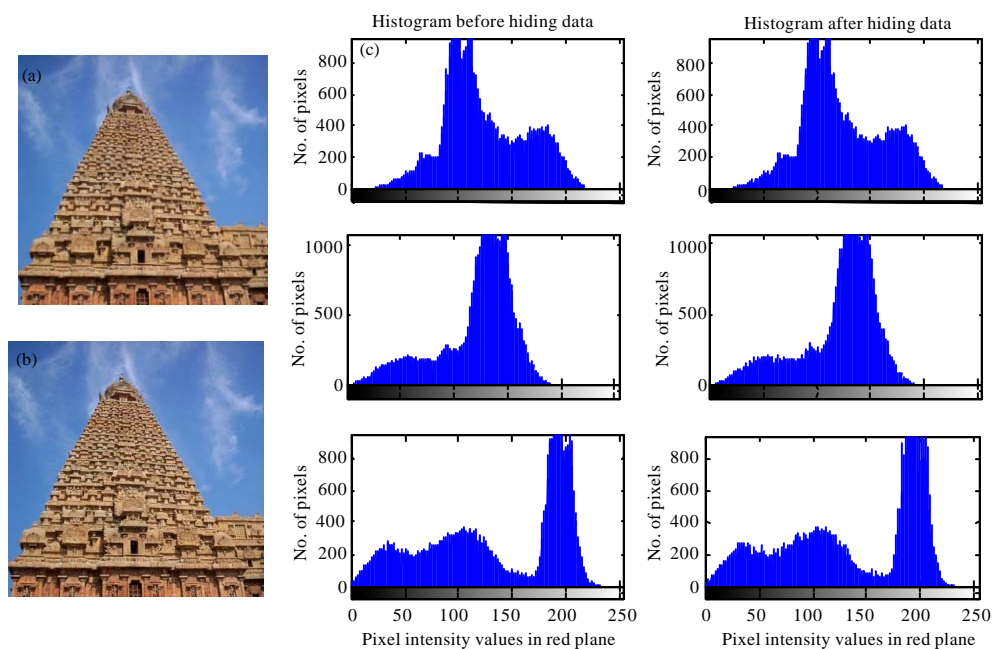 Histogram before hiding data
Histogram after hiding data
(a)
(b)
(c)
No. of pixels
800
600
400
200
0
No. of pixels
800
600
400
200
0
No. of pixels
1000
500
0
No. of pixels
1000
500
0
No. of pixels
800
600
400
200
0
0 50 100 150 200 250
Pixel intensity values in red plane
No. of pixels
800
600
400
200
0
0 50 100 150 200 250
Pixel intensity values in red plane